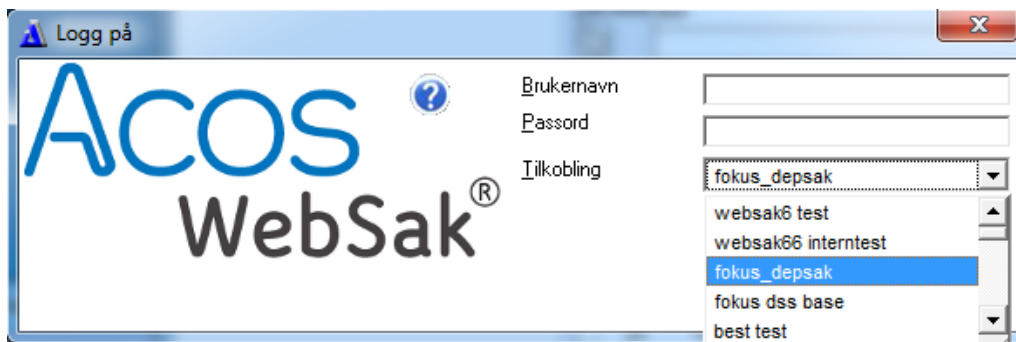 Logg på
x
Acos
WebSak®
?
Brukernavn
Passord
Tilkobling
fokus_depsak
websak6 test
websak66 interntest
fokus_depsak
fokus dss base
best test